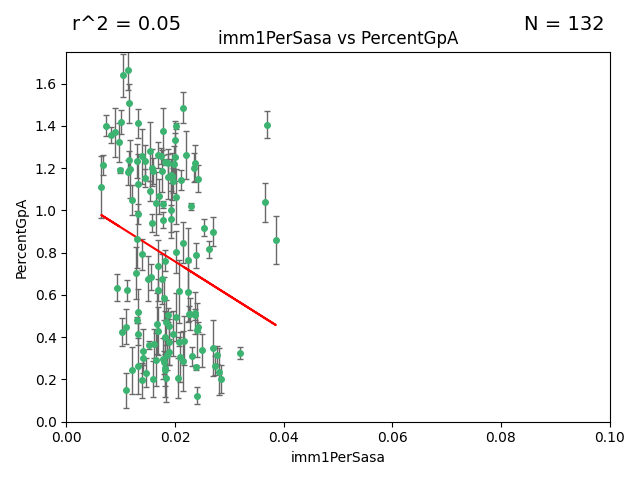 r^2 = 0.05
N = 132
imm1PerSasa vs PercentGpA
PercentGpA
1.6
1.4
1.2
1.0
0.8
0.6
0.4
0.2
0.0
0.00 0.02 0.04 0.06 0.08 0.10
imm1PerSasa